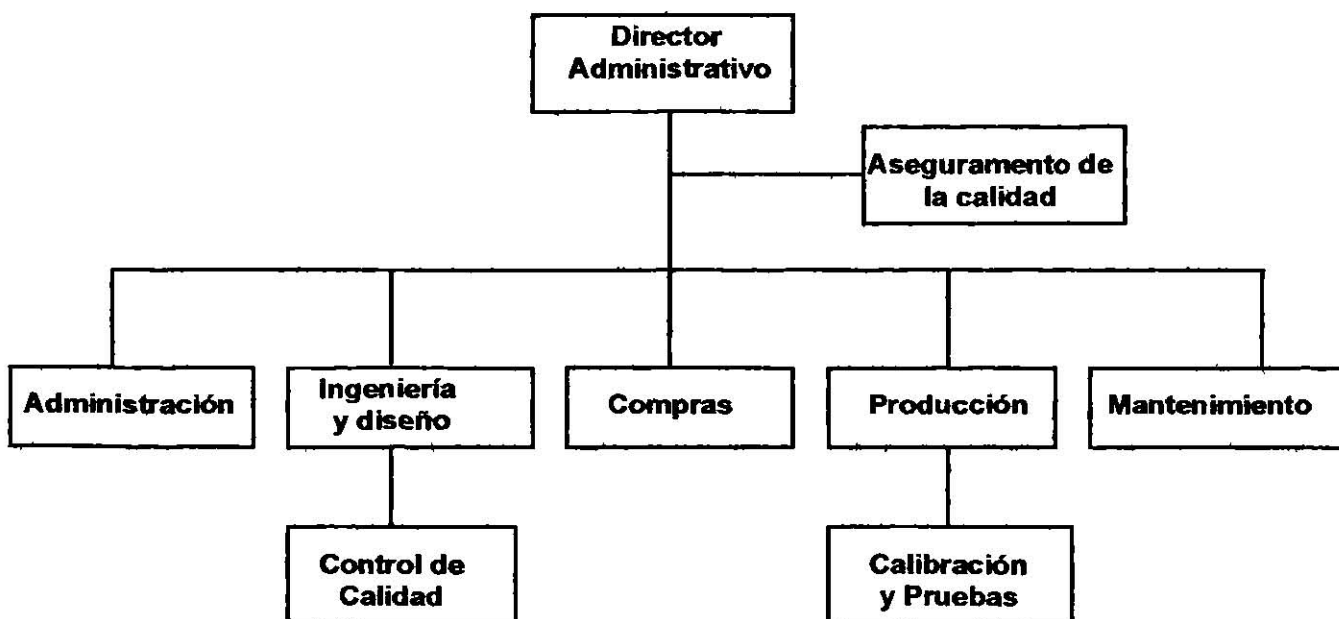 Director
Administrativo
Aseguramento de
la calidad
Administración
Ingeniería
y diseño
Compras
Producción
Mantenimiento
Control de
Calidad
Calibración
y Pruebas